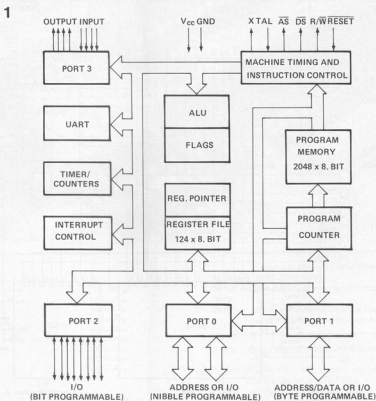 1
OUTPUT INPUT
VCC GND
XTAL AS DS R/W RESET
PORT 3
MACHINE TIMING AND
INSTRUCTION CONTROL
ALU
FLAGS
UART
PROGRAM
MEMORY
2048 x 8. BIT
TIMER/
COUNTERS
REG. POINTER
REGISTER FILE
124 x 8. BIT
PROGRAM
COUNTER
INTERRUPT
CONTROL
PORT 2
PORT 0
PORT 1
I/O
(BIT PROGRAMMABLE)
ADDRESS OR I/O
(NIBBLE PROGRAMMABLE)
ADDRESS/DATA OR I/O
(BYTE PROGRAMMABLE)